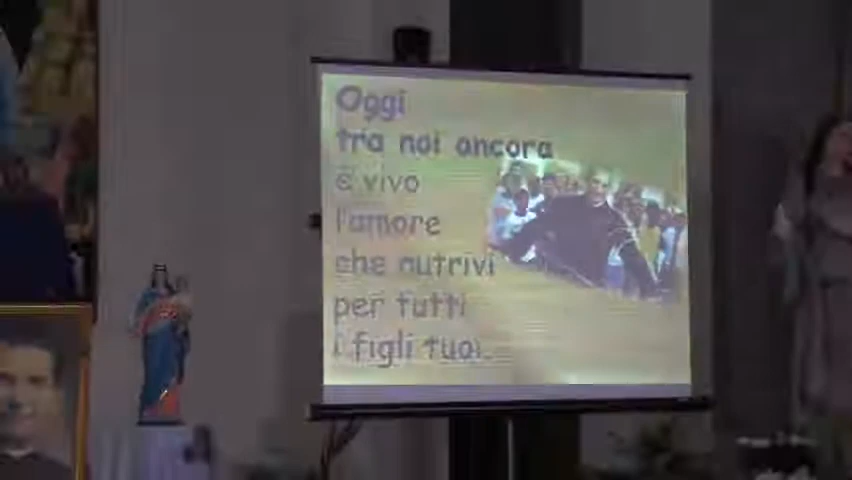 Oggi
tra noi ancora
è vivo
l'amore
che nutrivi
per tutti
i figli tuoi.